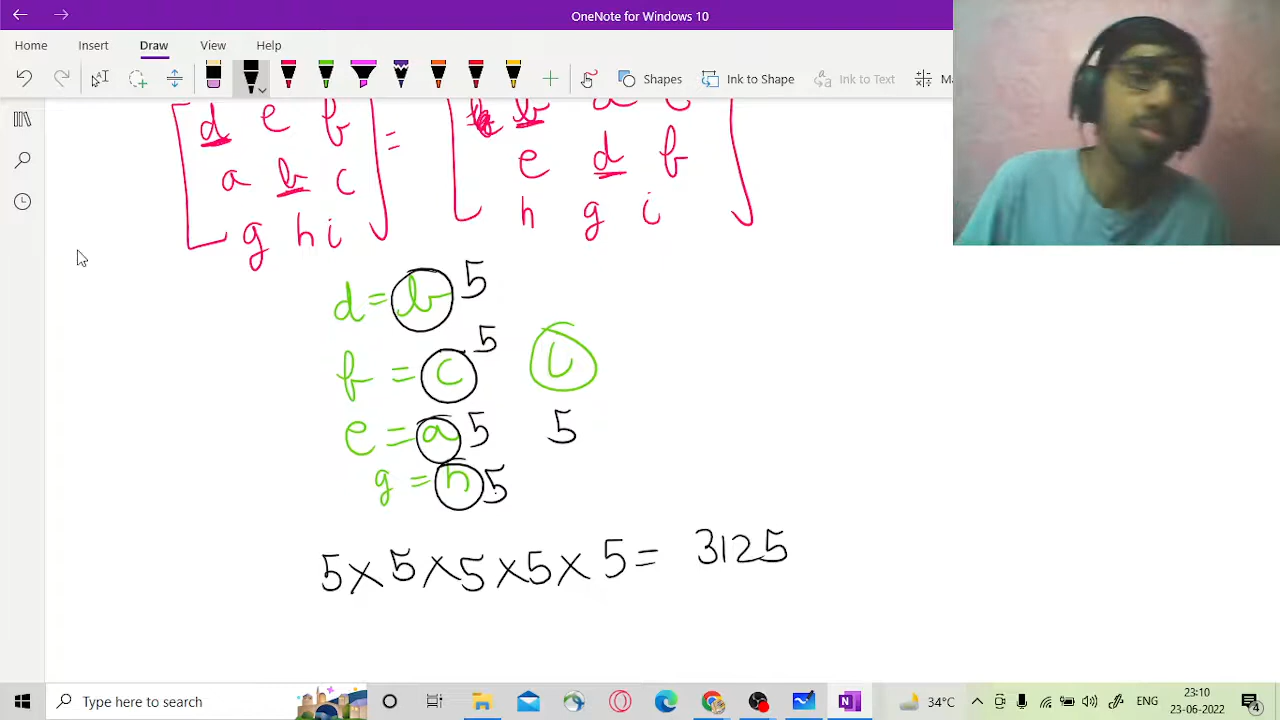 OneNote for Windows 10
Home Insert Draw View Help
Shapes Ink to Shape Ink to Text Ma
d e f b a c
a b c = e d f
g h i h g i
d = b 5
f = c 5 i
e = a 5 5
g = h 5
5 × 5 × 5 × 5 × 5 = 3125
Type here to search 34°C ENG 23:10 23-06-2022 4